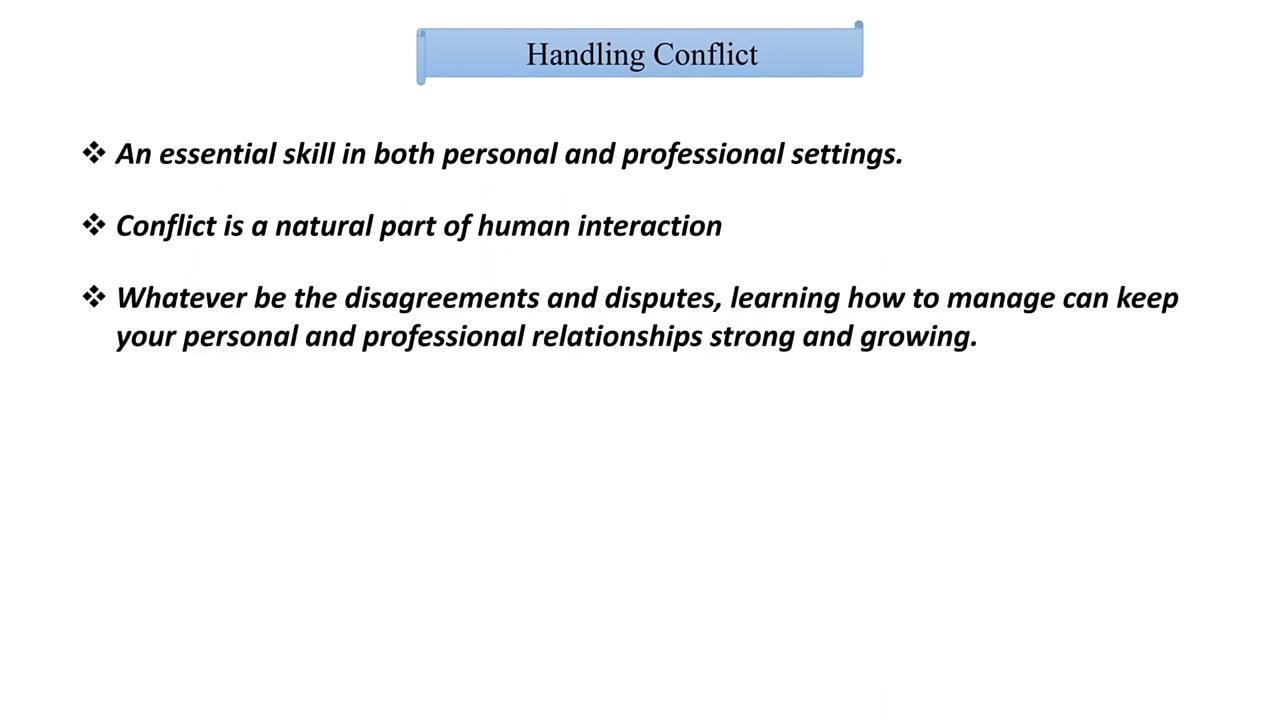 Handling Conflict
❖ An essential skill in both personal and professional settings.
❖ Conflict is a natural part of human interaction
❖ Whatever be the disagreements and disputes, learning how to manage can keep
your personal and professional relationships strong and growing.